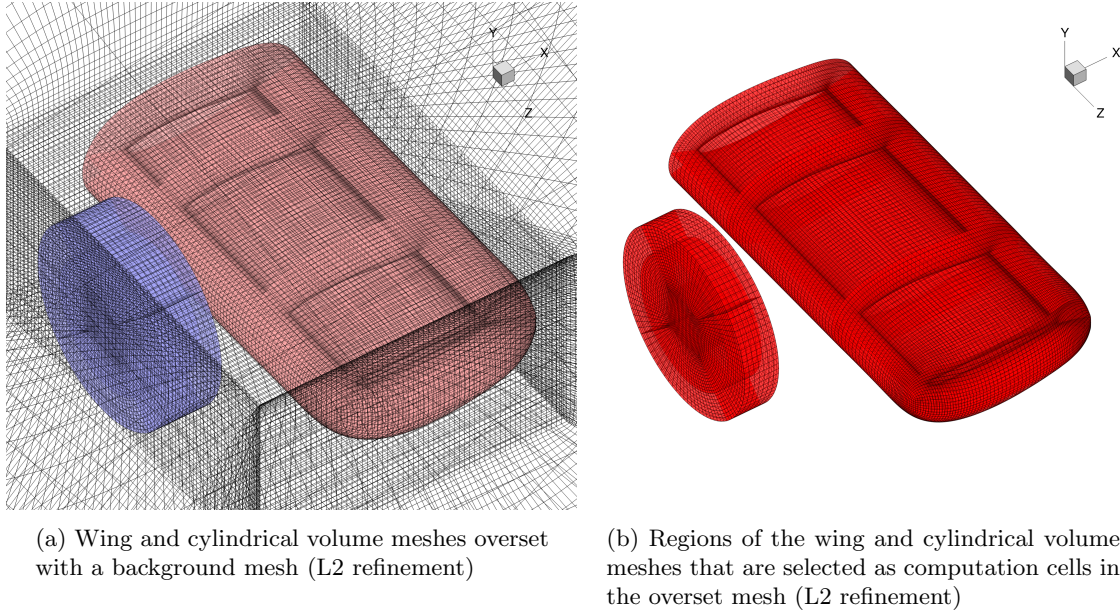 Y
X
Z
Y
X
Z
(a) Wing and cylindrical volume meshes overset
with a background mesh (L2 refinement)
(b) Regions of the wing and cylindrical volume
meshes that are selected as computation cells in
the overset mesh (L2 refinement)